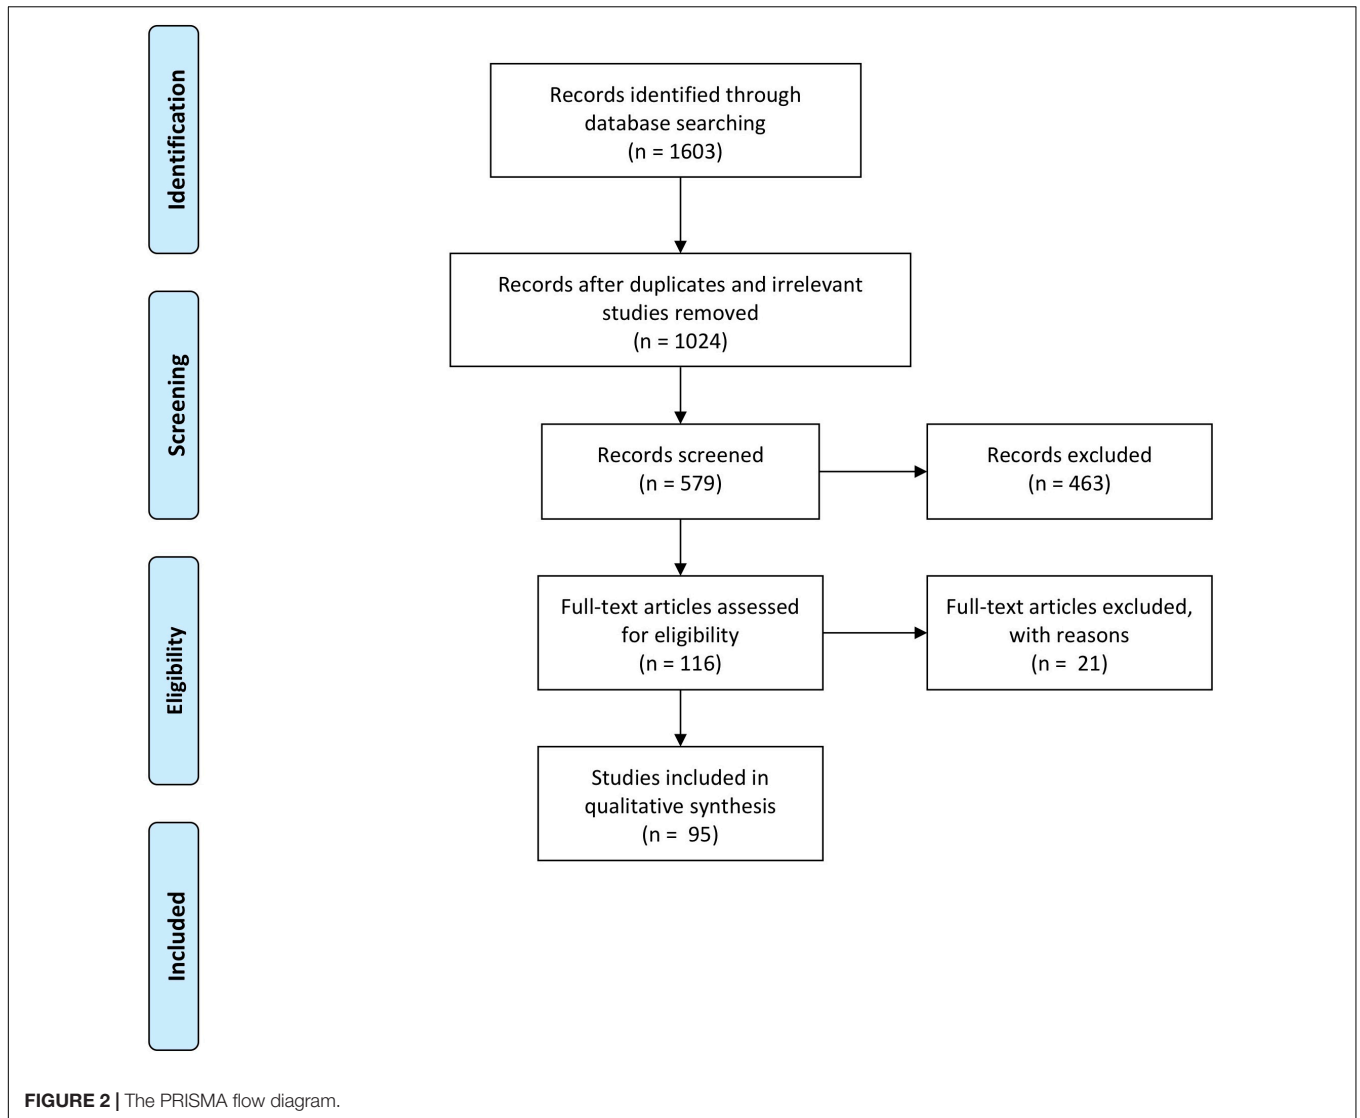 Identification
Records identified through
database searching
(n = 1603)
Records after duplicates and irrelevant
studies removed
(n = 1024)
Screening
Records screened
(n = 579)
Records excluded
(n = 463)
Eligibility
Full-text articles assessed
for eligibility
(n = 116)
Full-text articles excluded,
with reasons
(n =  21)
Studies included in
qualitative synthesis
(n =  95)
Included
FIGURE 2 | The PRISMA flow diagram.